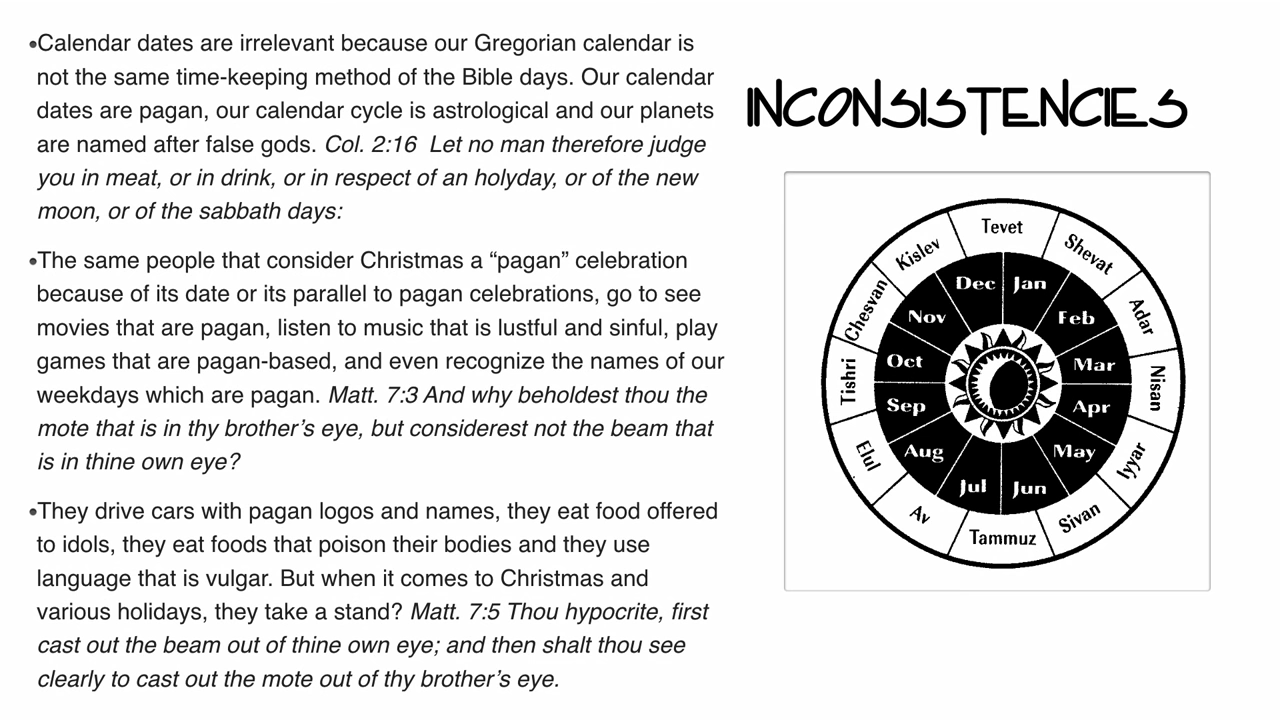 •Calendar dates are irrelevant because our Gregorian calendar is
not the same time-keeping method of the Bible days. Our calendar
dates are pagan, our calendar cycle is astrological and our planets
are named after false gods. Col. 2:16  Let no man therefore judge
you in meat, or in drink, or in respect of an holyday, or of the new
moon, or of the sabbath days:
•The same people that consider Christmas a “pagan” celebration
because of its date or its parallel to pagan celebrations, go to see
movies that are pagan, listen to music that is lustful and sinful, play
games that are pagan-based, and even recognize the names of our
weekdays which are pagan. Matt. 7:3 And why beholdest thou the
mote that is in thy brother’s eye, but considerest not the beam that
is in thine own eye?
•They drive cars with pagan logos and names, they eat food offered
to idols, they eat foods that poison their bodies and they use
language that is vulgar. But when it comes to Christmas and
various holidays, they take a stand? Matt. 7:5 Thou hypocrite, first
cast out the beam out of thine own eye; and then shalt thou see
clearly to cast out the mote out of thy brother’s eye.
INCONSISTENCIES
Tevet
Shevat
Adar
Nisan
Iyyar
Sivan
Tammuz
Av
Elul
Tishri
Chesvan
Kislev
Jan
Feb
Mar
Apr
May
Jun
Jul
Aug
Sep
Oct
Nov
Dec